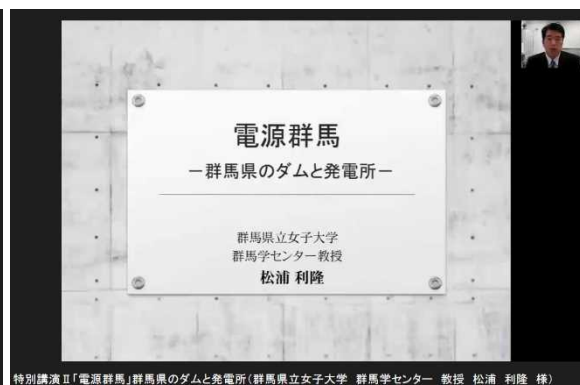 電源群馬
－群馬県のダムと発電所－
群馬県立女子大学
群馬学センター教授
松浦 利隆
特別講演Ⅱ「電源群馬」群馬県のダムと発電所(群馬県立女子大学 群馬学センター 教授 松浦 利隆 様)